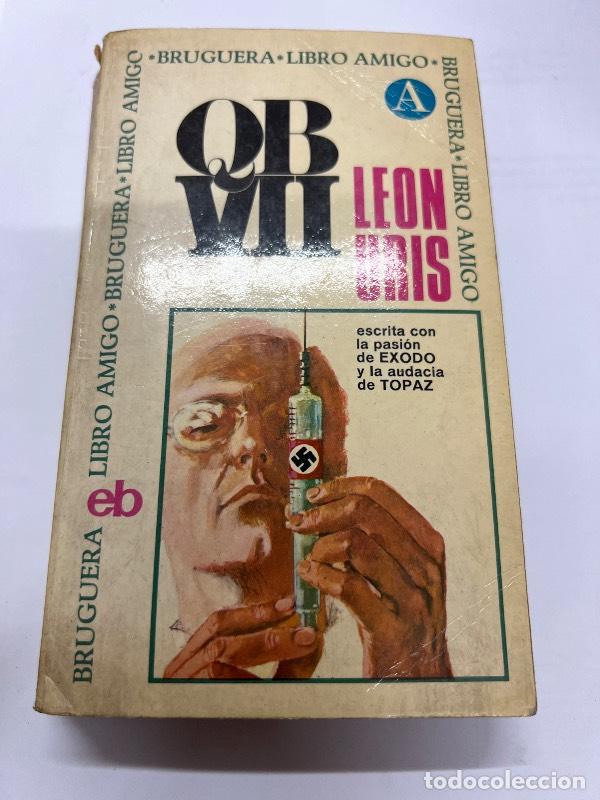 *BRUGUERA*LIBRO AMIGO*
BRUGUERA*LIBRO AMIGO
BRUGUERA LIBRO AMIGO*BRUGUERA*LIBRO AMIGO
A
QB
VII
LEON
URIS
escrita con
la pasión
de EXODO
y la audacia
de TOPAZ
eb
todocoleccion